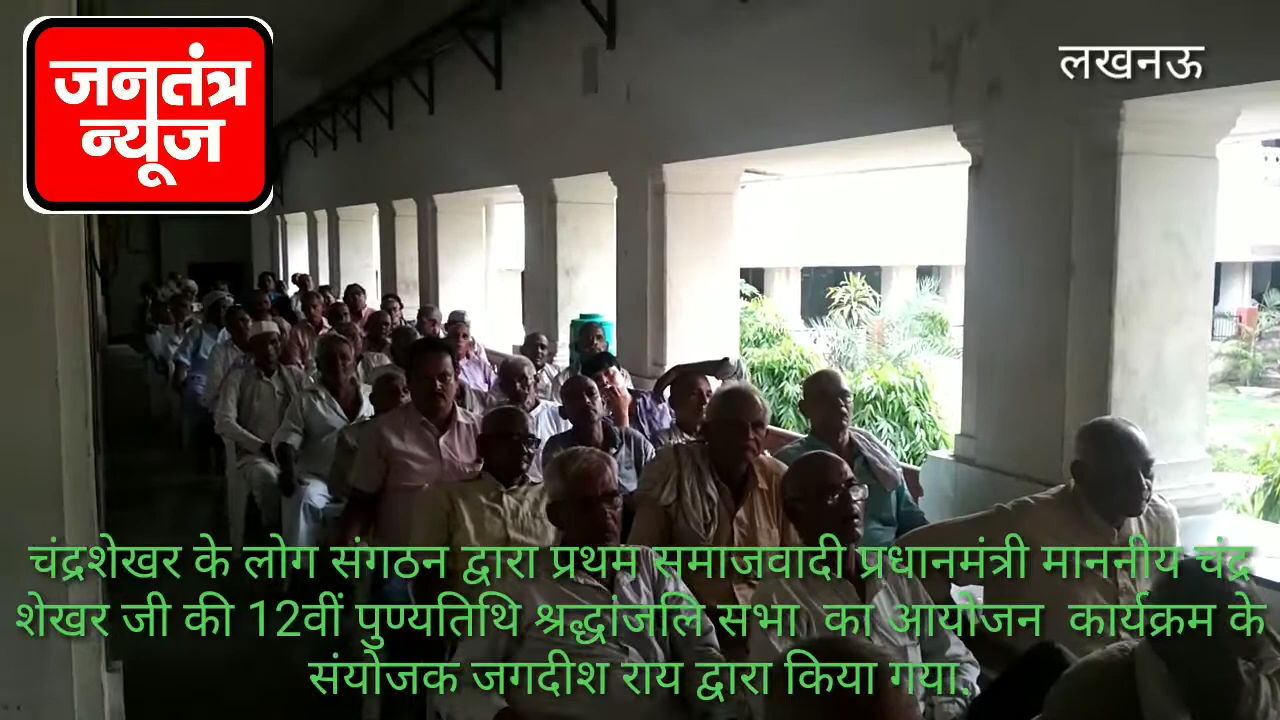 जनतंत्र
न्यूज
लखनऊ
चंद्रशेखर के लोग संगठन द्वारा प्रथम समाजवादी प्रधानमंत्री माननीय चंद्र
शेखर जी की 12वीं पुण्यतिथि श्रद्धांजलि सभा का आयोजन कार्यक्रम के
संयोजक जगदीश राय द्वारा किया गया.